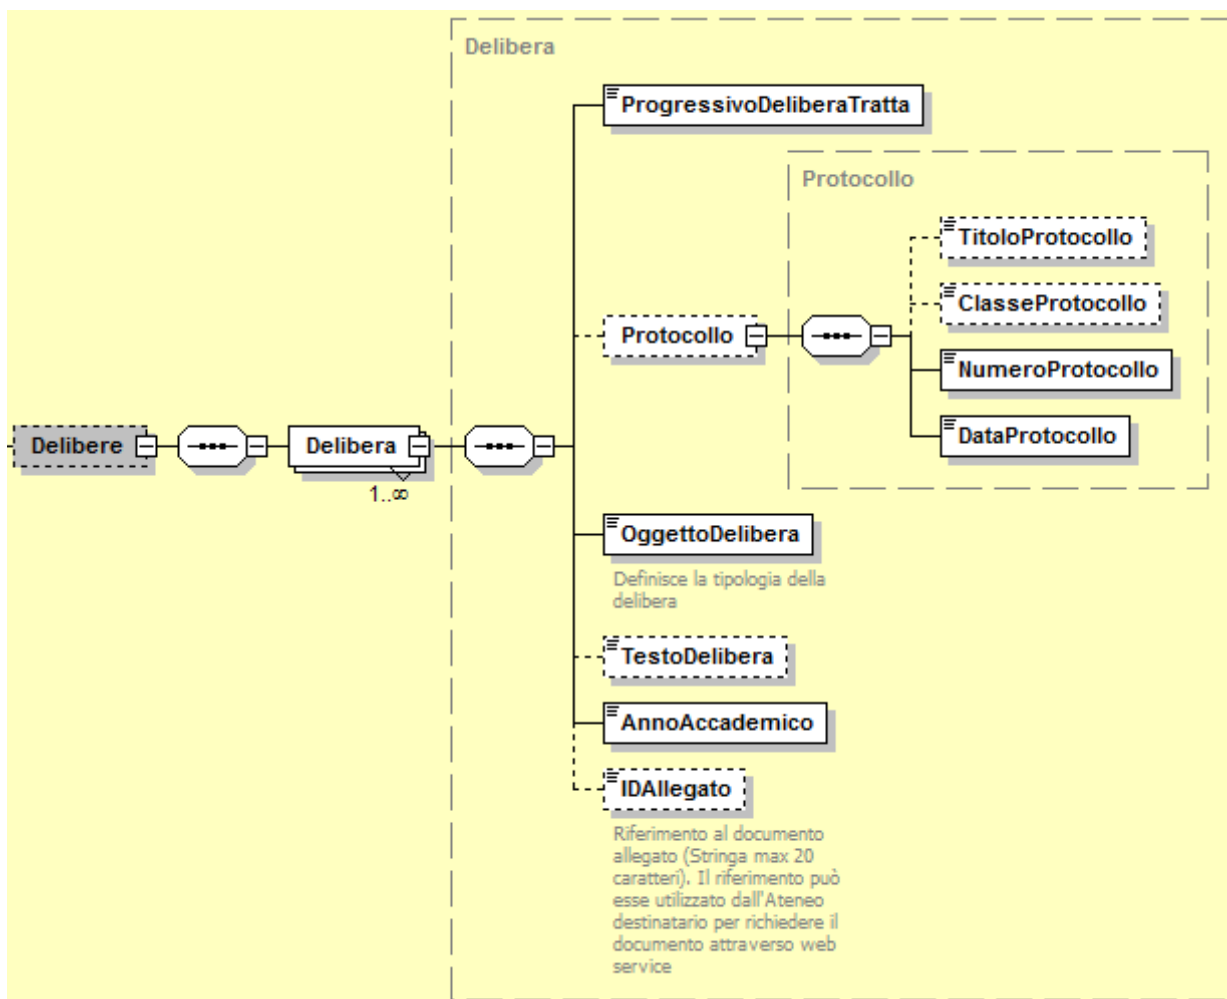 Delibera
ProgressivoDeliberaTratta
Protocollo
TitoloProtocollo
ClasseProtocollo
Protocollo
NumeroProtocollo
DataProtocollo
Delibere
Delibera
1..∞
OggettoDelibera
Definisce la tipologia della
delibera
TestoDelibera
AnnoAccademico
IDAllegato
Riferimento al documento
allegato (Stringa max 20
caratteri). Il riferimento può
esse utilizzato dall'Ateneo
destinatario per richiedere il
documento attraverso web
service